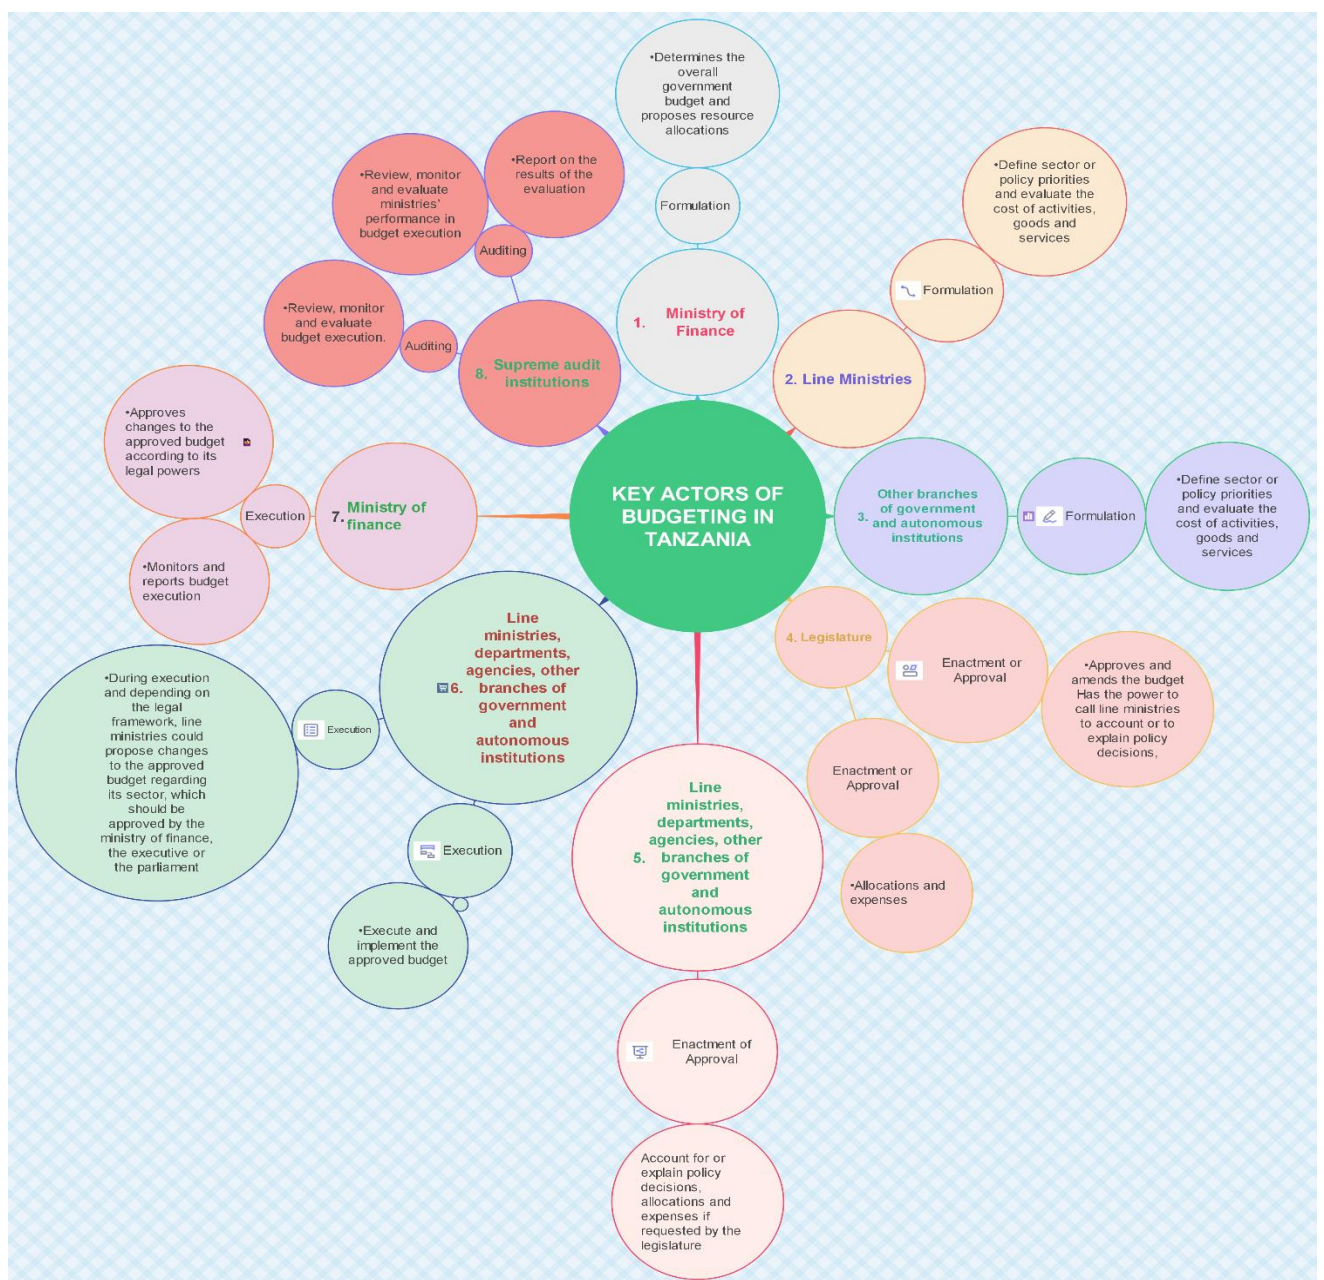 KEY ACTORS OF
BUDGETING IN
TANZANIA
1. Ministry of
Finance
Formulation
•Determines the
overall
government
budget and
proposes resource
allocations
2. Line Ministries
Formulation
•Define sector or
policy priorities
and evaluate the
cost of activities,
goods and
services
Other branches
of government
3. and autonomous
institutions
Formulation
•Define sector or
policy priorities
and evaluate the
cost of activities,
goods and
services
4. Legislature
Enactment or
Approval
•Approves and
amends the budget
Has the power to
call line ministries
to account or to
explain policy
decisions,
Enactment or
Approval
•Allocations and
expenses
Line
ministries,
departments,
agencies, other
5. branches of
government
and
autonomous
institutions
Enactment of
Approval
Account for or
explain policy
decisions,
allocations and
expenses if
requested by the
legislature
Line
ministries,
departments,
agencies, other
6. branches of
government
and
autonomous
institutions
Execution
•Execute and
implement the
approved budget
Execution
•During execution
and depending on
the legal
framework, line
ministries could
propose changes
to the approved
budget regarding
its sector, which
should be
approved by the
ministry of finance,
the executive or
the parliament
7. Ministry of
finance
Execution
•Monitors and
reports budget
execution
•Approves
changes to the
approved budget
according to its
legal powers
8. Supreme audit
institutions
Auditing
•Review, monitor
and evaluate
budget execution.
Auditing
•Review, monitor
and evaluate
ministries'
performance in
budget execution
•Report on the
results of the
evaluation